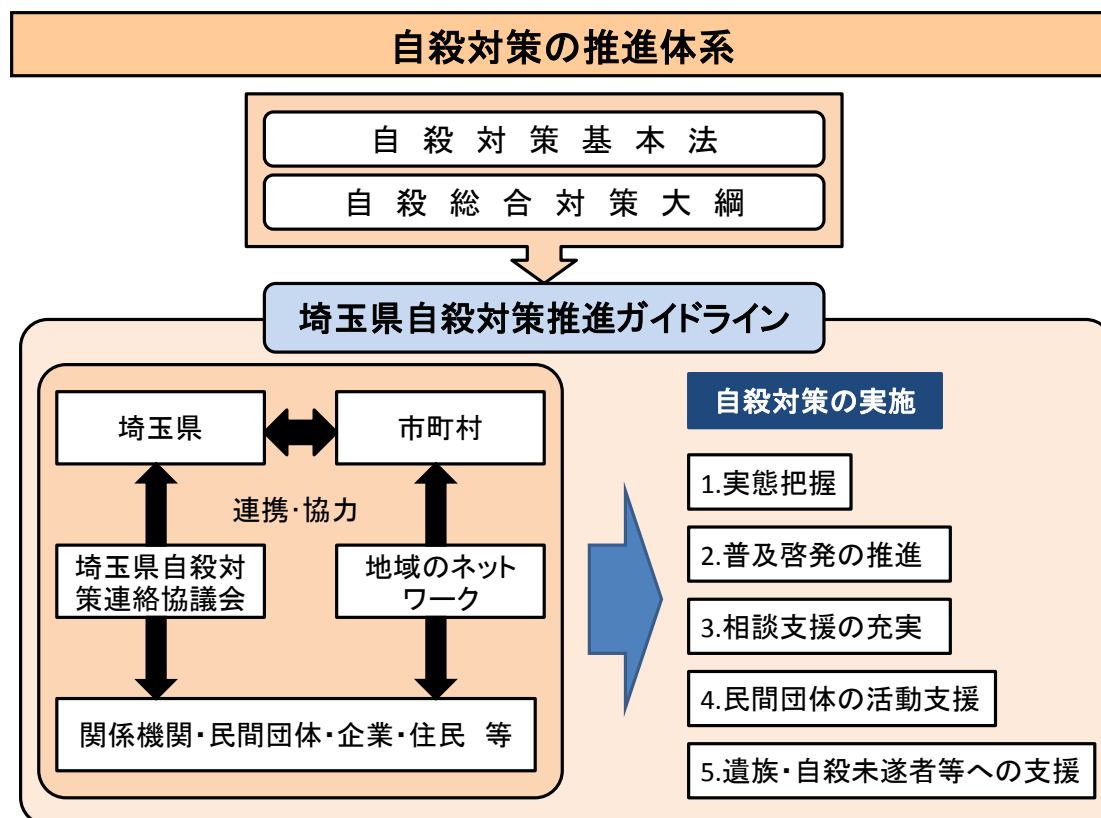 自殺対策の推進体系
自殺対策基本法
自殺総合対策大綱
埼玉県自殺対策推進ガイドライン
埼玉県
市町村
連携・協力
埼玉県自殺対
策連絡協議会
地域のネット
ワーク
関係機関・民間団体・企業・住民 等
自殺対策の実施
1.実態把握
2.普及啓発の推進
3.相談支援の充実
4.民間団体の活動支援
5.遺族・自殺未遂者等への支援